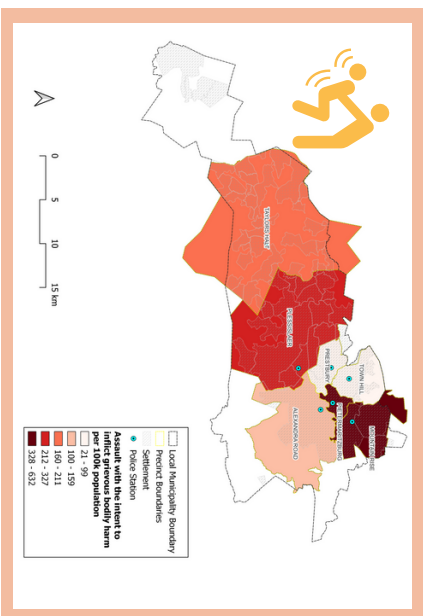 0 5 10 15 km
TAYLORS HALT
PLESSISLAER
PRESTBURY
TOWN HILL
MOUNTAIN RISE
PIETERMARITZBURG
ALEXANDRA ROAD
Local Municipality Boundary
Precinct Boundaries
Settlement
Police Station
Assault with the intent to
inflict grievous bodily harm
per 100k population
21 - 99
100 - 159
160 - 211
212 - 327
328 - 632